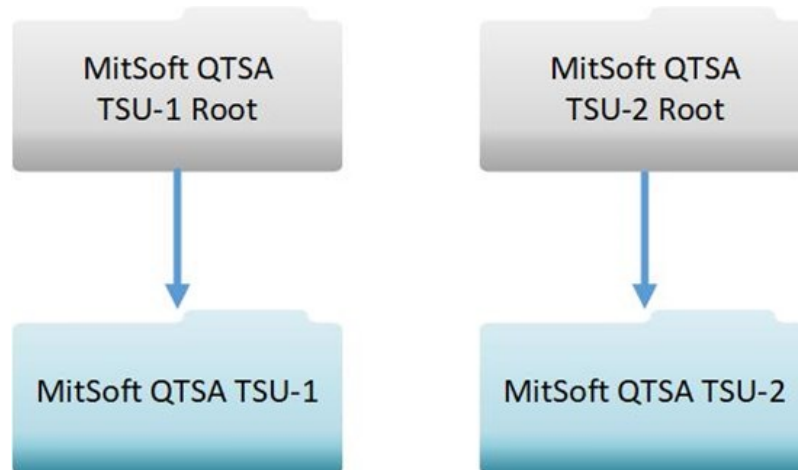 MitSoft QTSA
TSU-1 Root
MitSoft QTSA
TSU-2 Root
MitSoft QTSA TSU-1
MitSoft QTSA TSU-2